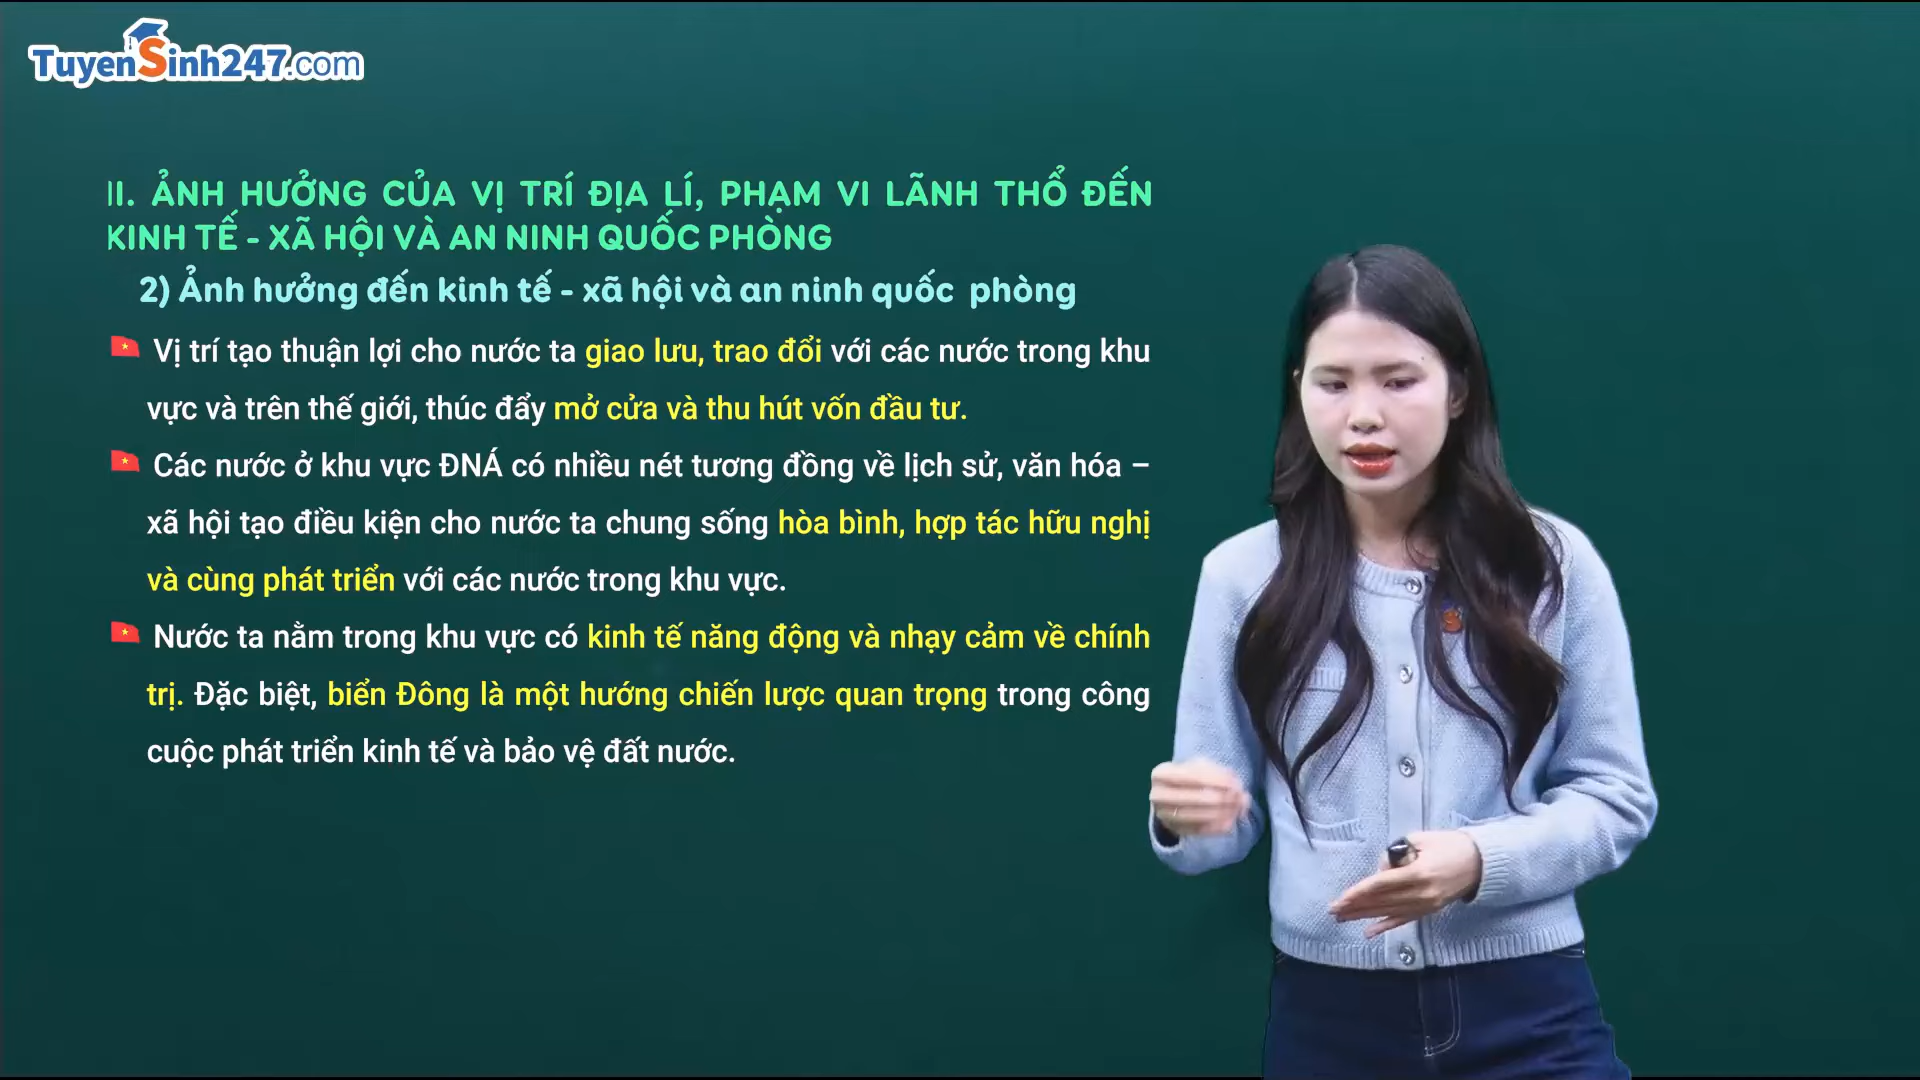 TuyenSinh247.com
II. ẢNH HƯỞNG CỦA VỊ TRÍ ĐỊA LÍ, PHẠM VI LÃNH THỔ ĐẾN
KINH TẾ - XÃ HỘI VÀ AN NINH QUỐC PHÒNG
2) Ảnh hưởng đến kinh tế - xã hội và an ninh quốc phòng
Vị trí tạo thuận lợi cho nước ta giao lưu, trao đổi với các nước trong khu
vực và trên thế giới, thúc đẩy mở cửa và thu hút vốn đầu tư.
Các nước ở khu vực ĐNÁ có nhiều nét tương đồng về lịch sử, văn hóa –
xã hội tạo điều kiện cho nước ta chung sống hòa bình, hợp tác hữu nghị
và cùng phát triển với các nước trong khu vực.
Nước ta nằm trong khu vực có kinh tế năng động và nhạy cảm về chính
trị. Đặc biệt, biển Đông là một hướng chiến lược quan trọng trong công
cuộc phát triển kinh tế và bảo vệ đất nước.